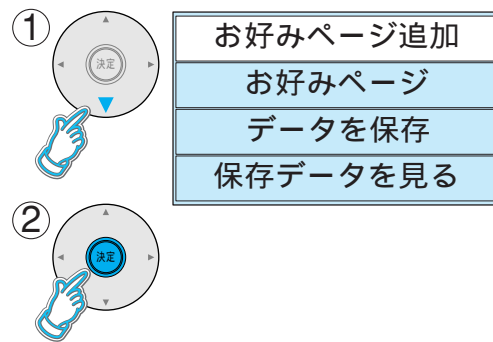 ①
決定
お好みページ追加
お好みページ
データを保存
保存データを見る
②
決定